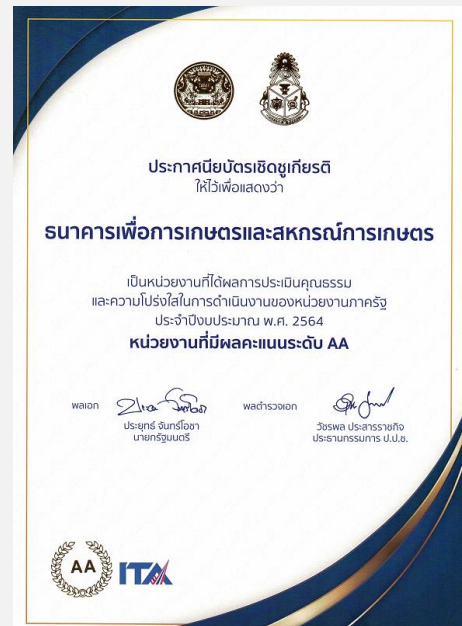 ประกาศนียบัตรเชิดชูเกียรติ
ให้ไว้เพื่อแสดงว่า
ธนาคารเพื่อการเกษตรและสหกรณ์การเกษตร
เป็นหน่วยงานที่ได้ผลการประเมินคุณธรรม
และความโปร่งใสในการดำเนินงานของหน่วยงานภาครัฐ
ประจำปีงบประมาณ พ.ศ. 2564
หน่วยงานที่มีผลคะแนนระดับ AA
พลเอก
ประยุทธ์ จันทร์โอชา
นายกรัฐมนตรี
พลตำรวจเอก
วัชรพล ประสารราชกิจ
ประธานกรรมการ ป.ป.ช.
AA
ITA